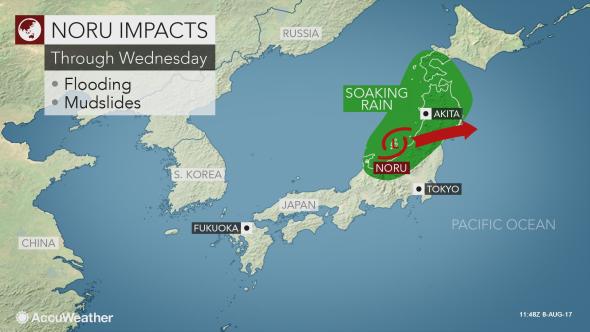 NORU IMPACTS
Through Wednesday
• Flooding
• Mudslides
RUSSIA
SOAKING
RAIN
AKITA
NORU
S. KOREA
TOKYO
JAPAN
FUKUOKA
PACIFIC OCEAN
CHINA
AccuWeather
11:48Z 8-AUG-17